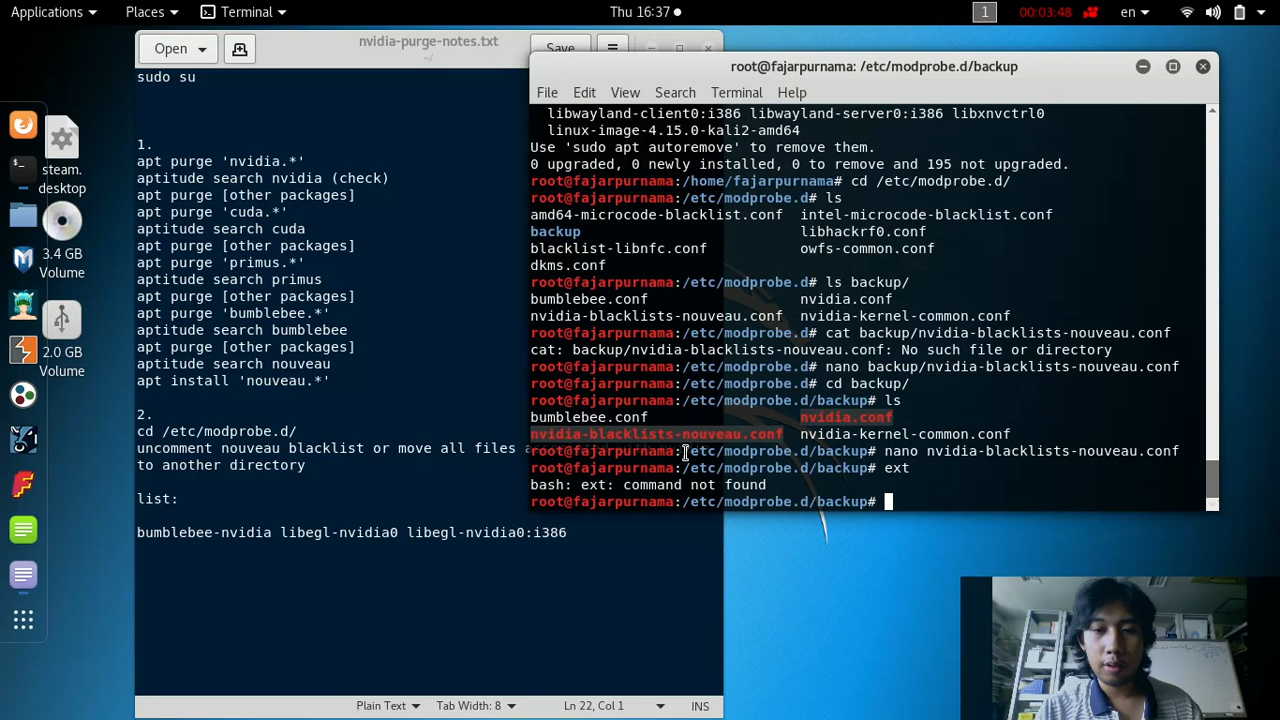 Applications Places Terminal Thu 16:37 1 00:03:48 en
Open nvidia-purge-notes.txt Save
~/
sudo su
1.
apt purge 'nvidia.*'
aptitude search nvidia (check)
apt purge [other packages]
apt purge 'cuda.*'
aptitude search cuda
apt purge [other packages]
apt purge 'primus.*'
aptitude search primus
apt purge [other packages]
apt purge 'bumblebee.*'
aptitude search bumblebee
apt purge [other packages]
aptitude search nouveau
apt install 'nouveau.*'
2.
cd /etc/modprobe.d/
uncomment nouveau blacklist or move all files
to another directory
list:
bumblebee-nvidia libegl-nvidia0 libegl-nvidia0:i386
Plain Text Tab Width: 8 Ln 22, Col 1 INS
steam.
desktop
3.4 GB
Volume
2.0 GB
Volume
root@fajarpurnama: /etc/modprobe.d/backup
File Edit View Search Terminal Help
libwayland-client0:i386 libwayland-server0:i386 libxnvctrl0
linux-image-4.15.0-kali2-amd64
Use 'sudo apt autoremove' to remove them.
0 upgraded, 0 newly installed, 0 to remove and 195 not upgraded.
root@fajarpurnama:/home/fajarpurnama# cd /etc/modprobe.d/
root@fajarpurnama:/etc/modprobe.d# ls
amd64-microcode-blacklist.conf intel-microcode-blacklist.conf
backup libhackrf0.conf
blacklist-libnfc.conf owfs-common.conf
dkms.conf
root@fajarpurnama:/etc/modprobe.d# ls backup/
bumblebee.conf nvidia.conf
nvidia-blacklists-nouveau.conf nvidia-kernel-common.conf
root@fajarpurnama:/etc/modprobe.d# cat backup/nvidia-blacklists-nouveau.conf
cat: backup/nvidia-blacklists-nouveau.conf: No such file or directory
root@fajarpurnama:/etc/modprobe.d# nano backup/nvidia-blacklists-nouveau.conf
root@fajarpurnama:/etc/modprobe.d# cd backup/
root@fajarpurnama:/etc/modprobe.d/backup# ls
bumblebee.conf nvidia.conf
nvidia-blacklists-nouveau.conf nvidia-kernel-common.conf
root@fajarpurnama:/etc/modprobe.d/backup# nano nvidia-blacklists-nouveau.conf
root@fajarpurnama:/etc/modprobe.d/backup# ext
bash: ext: command not found
root@fajarpurnama:/etc/modprobe.d/backup#